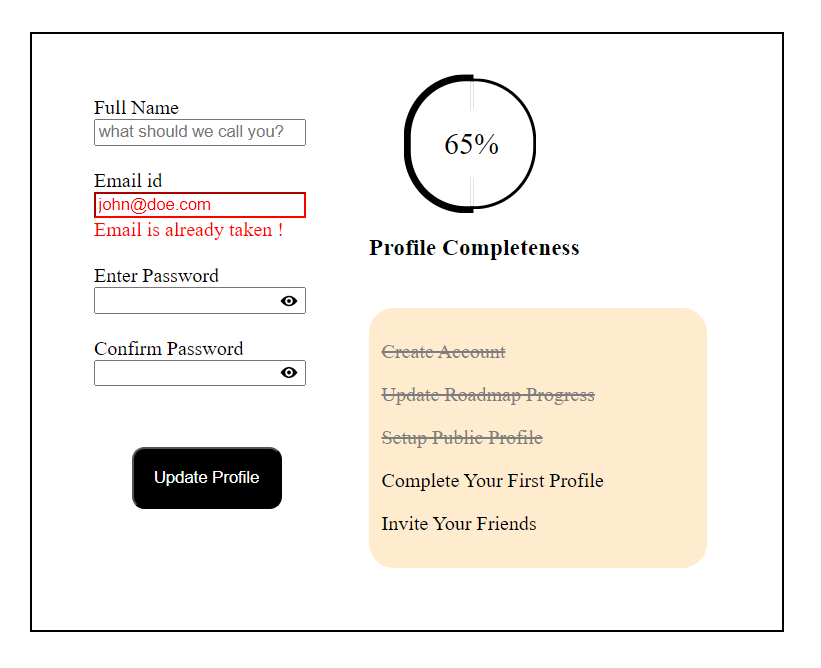 Full Name
what should we call you?
Email id
john@doe.com
Email is already taken !
Enter Password
Confirm Password
Update Profile
65%
Profile Completeness
Create Account
Update Roadmap Progress
Setup Public Profile
Complete Your First Profile
Invite Your Friends